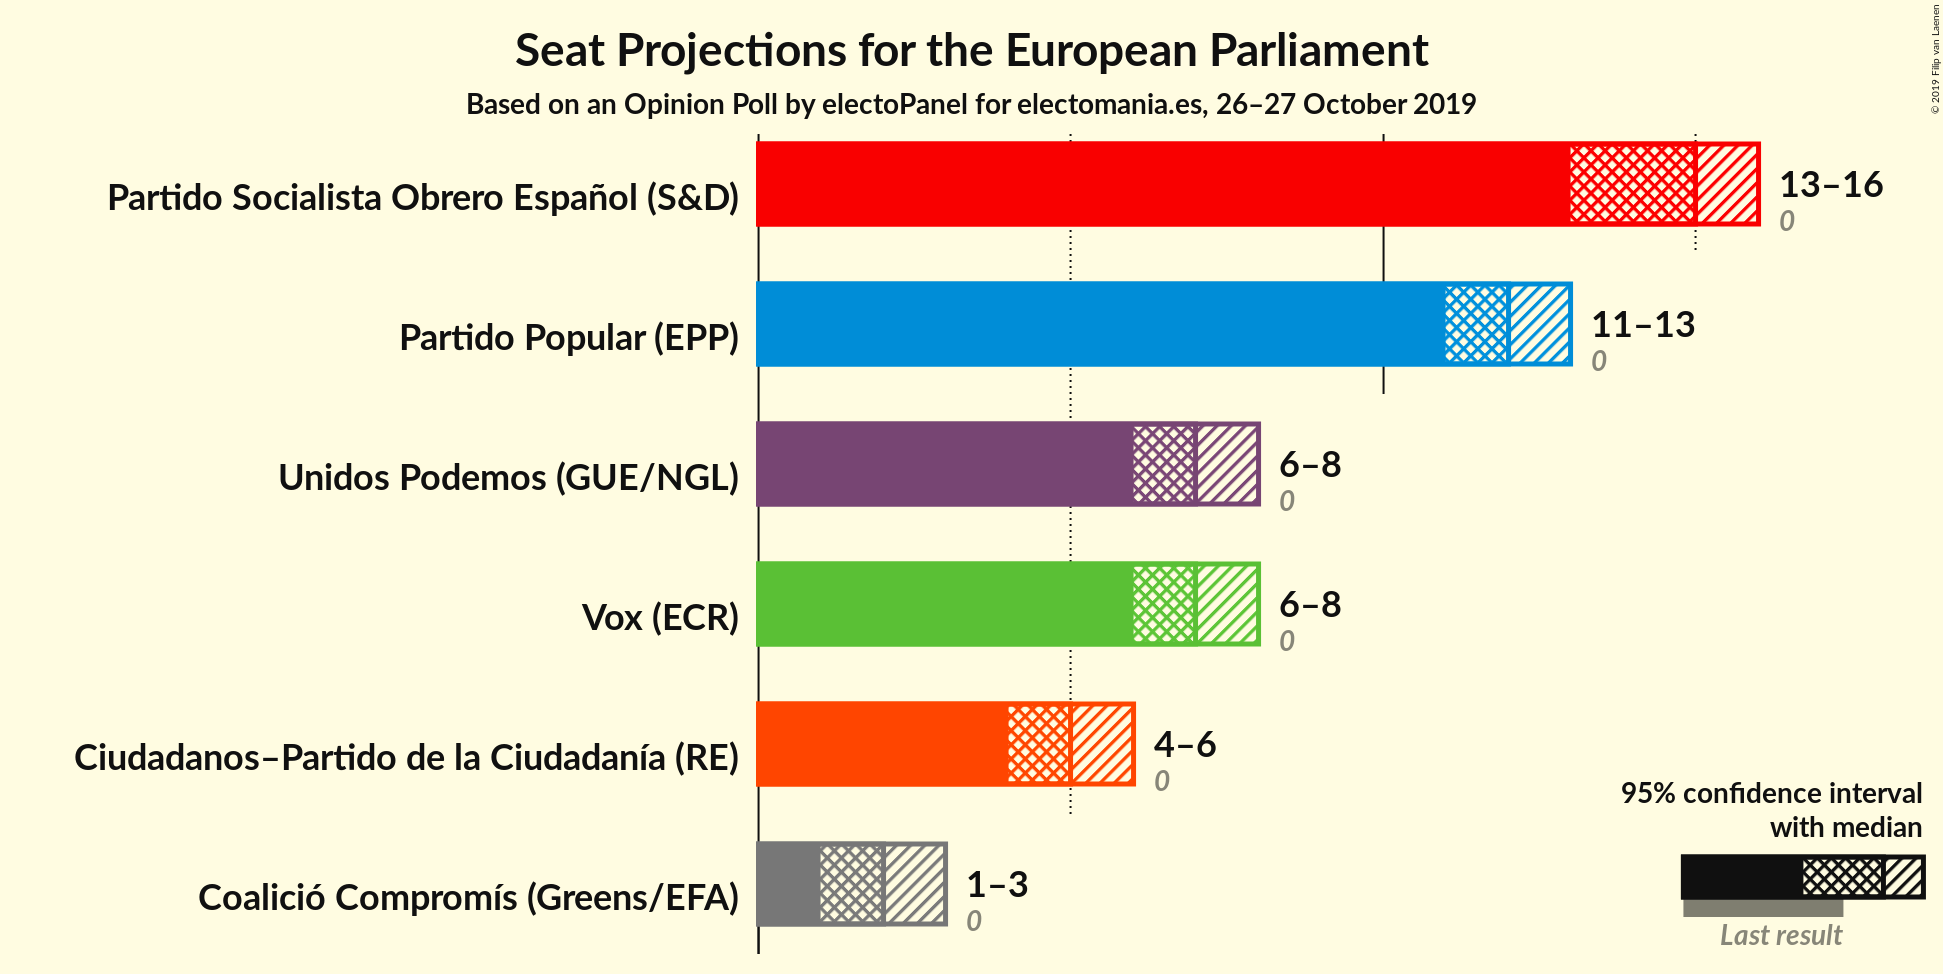 Seat Projections for the European Parliament
Based on an Opinion Poll by electoPanel for electomania.es, 26–27 October 2019
© 2019 Filip van Laenen
Partido Socialista Obrero Español (S&D)
13–16
0
Partido Popular (EPP)
11–13
0
Unidos Podemos (GUE/NGL)
6–8
0
Vox (ECR)
6–8
0
Ciudadanos–Partido de la Ciudadanía (RE)
4–6
0
Coalició Compromís (Greens/EFA)
1–3
0
95% confidence interval
with median
Last result